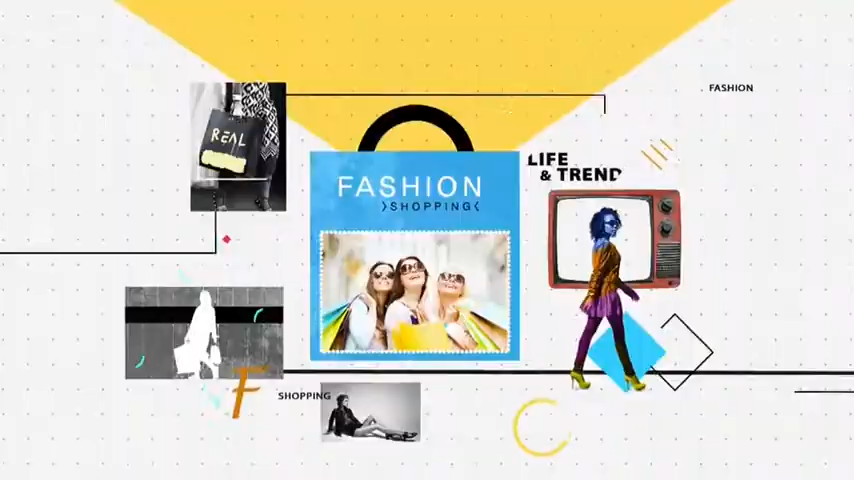 FASHION
REAL
LIFE
& TREND
FASHION
>SHOPPING<
F
SHOPPING